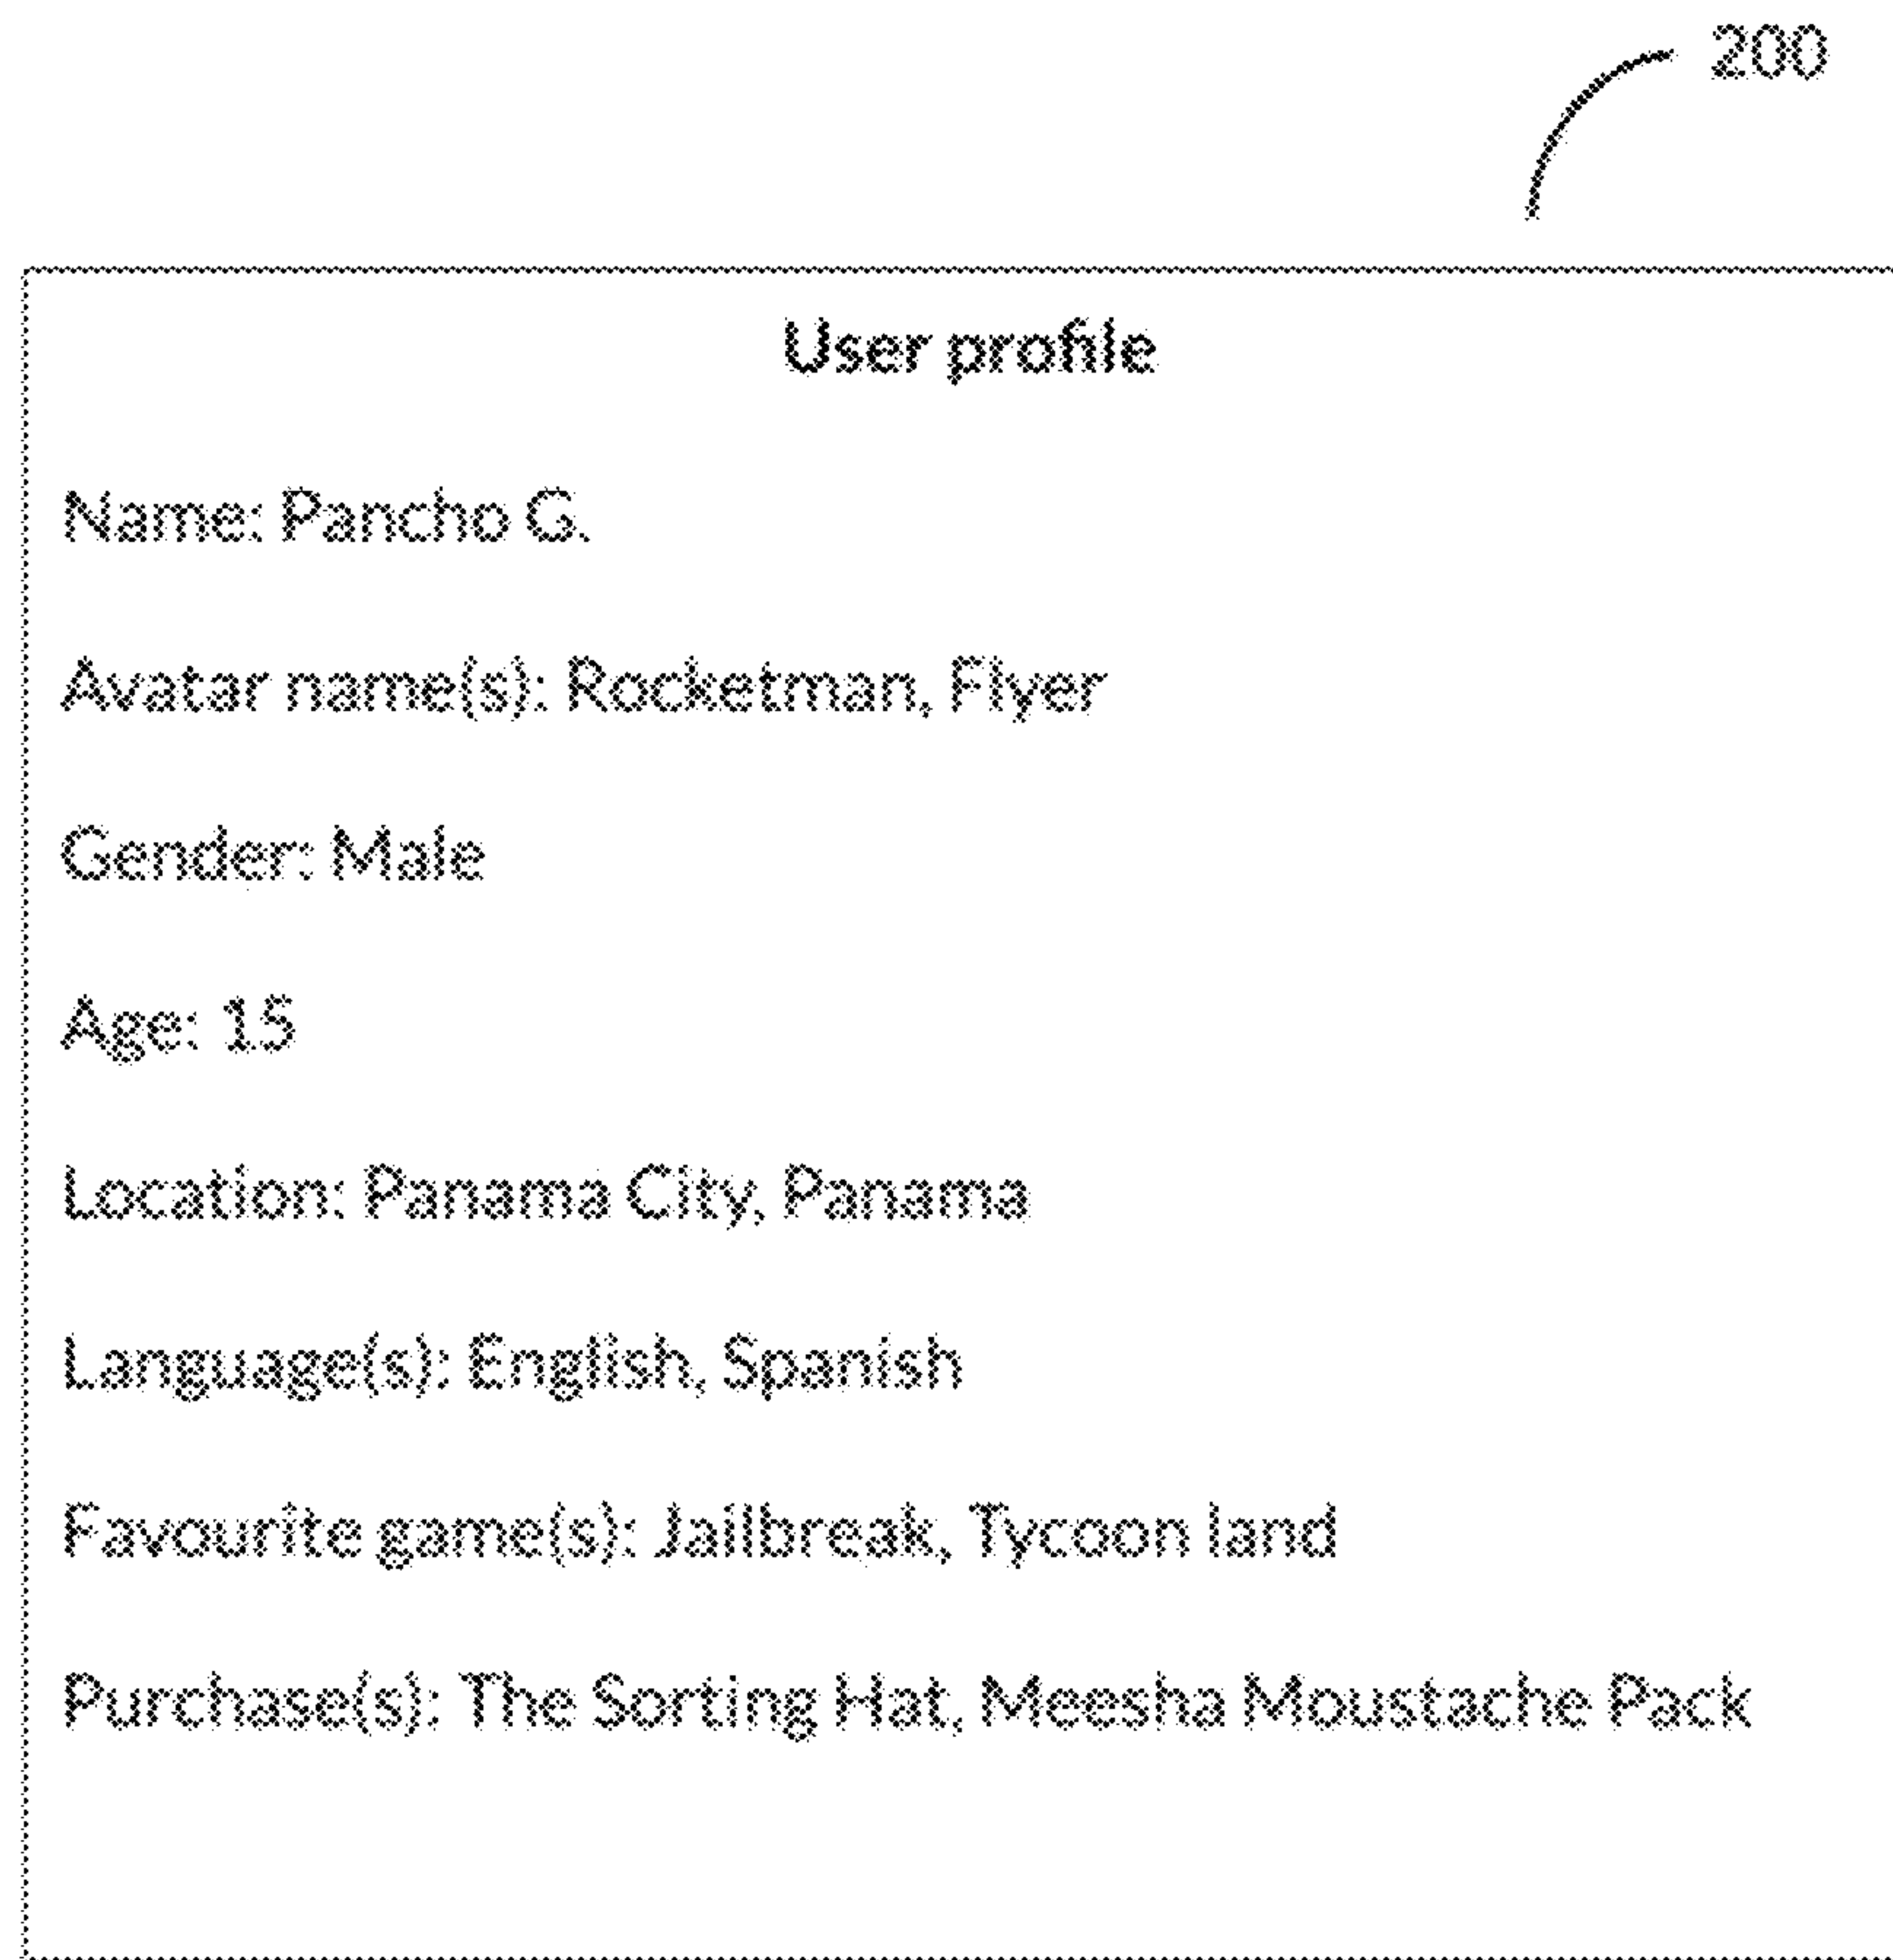 200
User profile
Name: Pancho G.
Avatar name(s): Rocketman, Flyer
Gender: Male
Age: 15
Location: Panama City, Panama
Language(s): English, Spanish
Favourite game(s): Jailbreak, Tycoon land
Purchase(s): The Sorting Hat, Meesha Moustache Pack